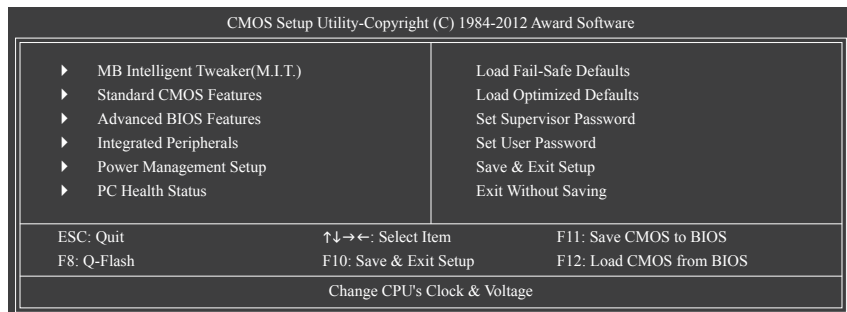 CMOS Setup Utility-Copyright (C) 1984-2012 Award Software
MB Intelligent Tweaker(M.I.T.)
Standard CMOS Features
Advanced BIOS Features
Integrated Peripherals
Power Management Setup
PC Health Status
Load Fail-Safe Defaults
Load Optimized Defaults
Set Supervisor Password
Set User Password
Save & Exit Setup
Exit Without Saving
ESC: Quit ↑↓→←: Select Item F11: Save CMOS to BIOS
F8: Q-Flash F10: Save & Exit Setup F12: Load CMOS from BIOS
Change CPU's Clock & Voltage